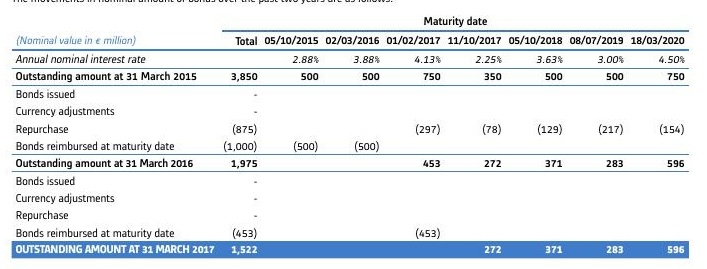 The movements in nominal amount of bonds over the past two years are as follows:
Maturity date
(Nominal value in € million) Total 05/10/2015 02/03/2016 01/02/2017 11/10/2017 05/10/2018 08/07/2019 18/03/2020
Annual nominal interest rate 2.88% 3.88% 4.13% 2.25% 3.63% 3.00% 4.50%
Outstanding amount at 31 March 2015 3,850 500 500 750 350 500 500 750
Bonds issued -
Currency adjustments -
Repurchase (875) (297) (78) (129) (217) (154)
Bonds reimbursed at maturity date (1,000) (500) (500)
Outstanding amount at 31 March 2016 1,975 453 272 371 283 596
Bonds issued -
Currency adjustments -
Repurchase -
Bonds reimbursed at maturity date (453) (453)
OUTSTANDING AMOUNT AT 31 MARCH 2017 1,522 272 371 283 596